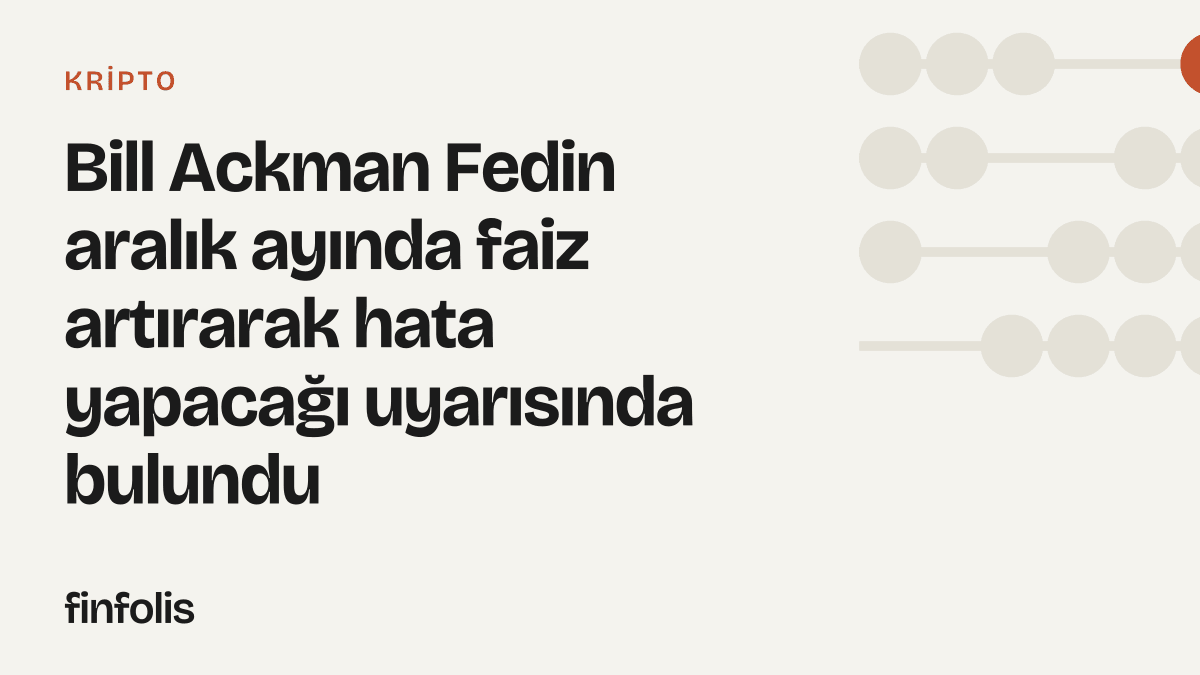 KRİPTO
Bill Ackman Fedin
aralık ayında faiz
artırarak hata
yapacağı uyarısında
bulundu
finfolis